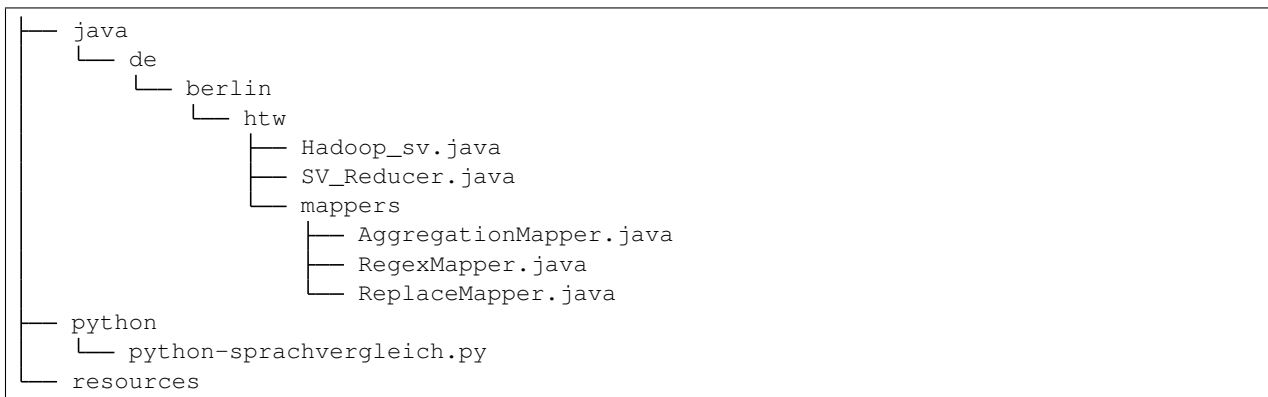 ├── java
│   └── de
│       └── berlin
│           └── htw
│               ├── Hadoop_sv.java
│               ├── SV_Reducer.java
│               └── mappers
│                   ├── AggregationMapper.java
│                   ├── RegexMapper.java
│                   └── ReplaceMapper.java
├── python
│   └── python-sprachvergleich.py
└── resources